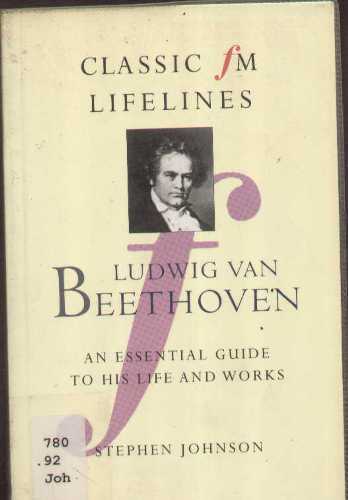 CLASSIC fM
LIFELINES
LUDWIG VAN
BEETHOVEN
AN ESSENTIAL GUIDE
TO HIS LIFE AND WORKS
780
.92
Joh
STEPHEN JOHNSON